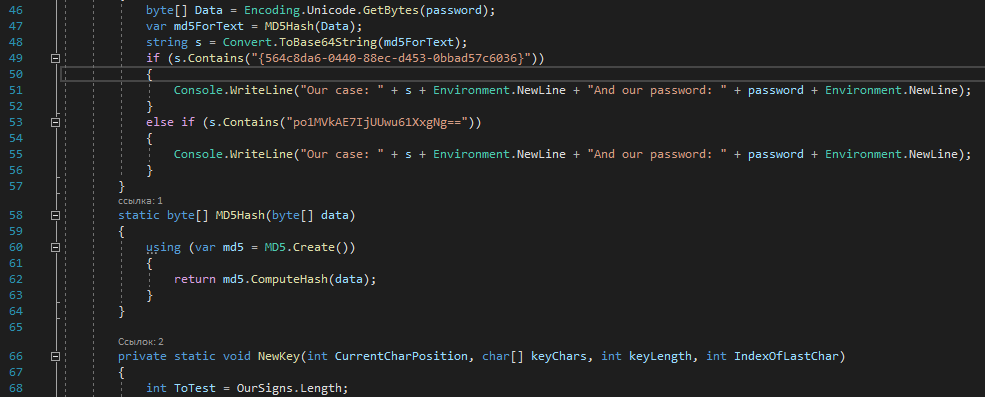 46 byte[] Data = Encoding.Unicode.GetBytes(password);
47 var md5ForText = MD5Hash(Data);
48 string s = Convert.ToBase64String(md5ForText);
49 if (s.Contains("{564c8da6-0440-88ec-d453-0bbad57c6036}"))
50 {
51 Console.WriteLine("Our case: " + s + Environment.NewLine + "And our password: " + password + Environment.NewLine);
52 }
53 else if (s.Contains("po1MVkAE7IjUUwu61XxgNg=="))
54 {
55 Console.WriteLine("Our case: " + s + Environment.NewLine + "And our password: " + password + Environment.NewLine);
56 }
57 }
ссылка: 1
58 static byte[] MD5Hash(byte[] data)
59 {
60 using (var md5 = MD5.Create())
61 {
62 return md5.ComputeHash(data);
63 }
64 }
65
Ссылок: 2
66 private static void NewKey(int CurrentCharPosition, char[] keyChars, int keyLength, int IndexOfLastChar)
67 {
68 int ToTest = OurSigns.Length;